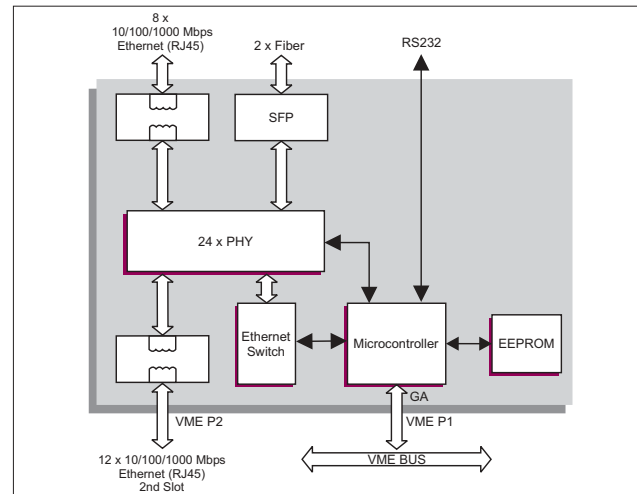 8 x
10/100/1000 Mbps
Ethernet (RJ45)
2 x Fiber
RS232
SFP
24 x PHY
Ethernet
Switch
Microcontroller
EEPROM
GA
VME P2
VME P1
VME BUS
12 x 10/100/1000 Mbps
Ethernet (RJ45)
2nd Slot